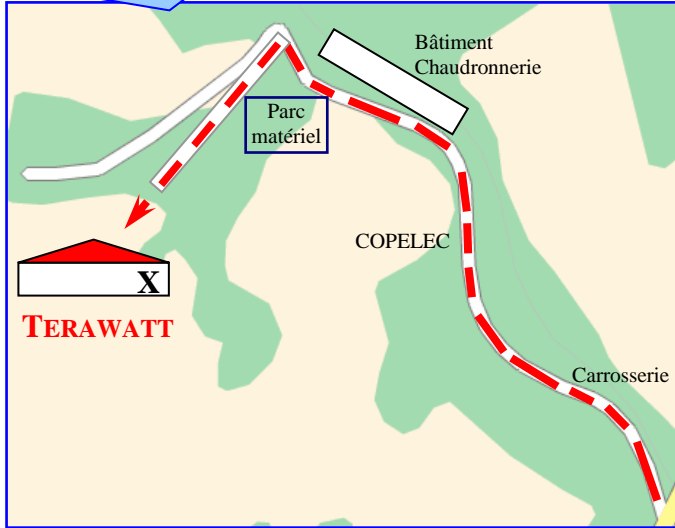 Bâtiment
Chaudronnerie
Parc
matériel
COPELEC
X
TERAWATT
Carrosserie